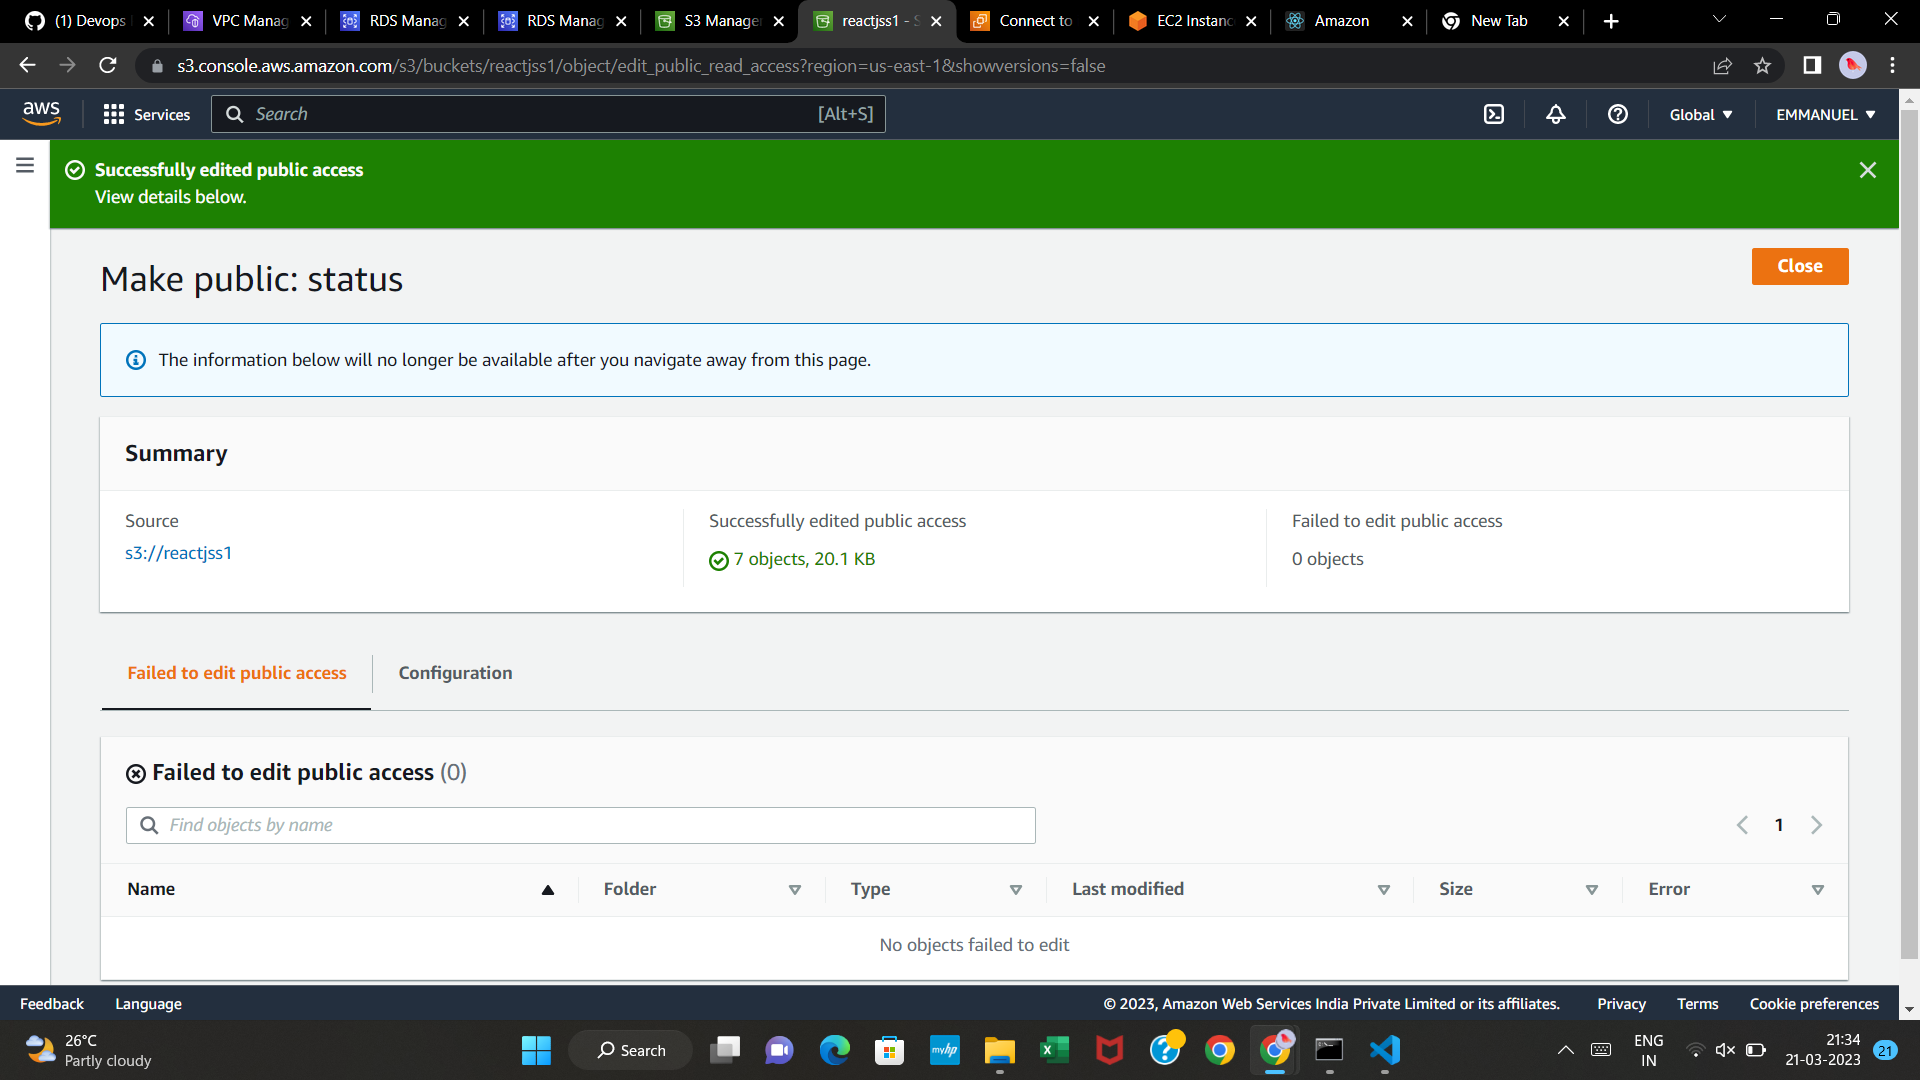 (1) Devops
VPC Manag
RDS Manag
RDS Manag
S3 Manage
reactjss1 - S
Connect to
EC2 Instanc
Amazon
New Tab
s3.console.aws.amazon.com/s3/buckets/reactjss1/object/edit_public_read_access?region=us-east-1&showversions=false
aws
Services
Search
[Alt+S]
Global
EMMANUEL
Successfully edited public access
View details below.
Make public: status
Close
The information below will no longer be available after you navigate away from this page.
Summary
Source
s3://reactjss1
Successfully edited public access
7 objects, 20.1 KB
Failed to edit public access
0 objects
Failed to edit public access
Configuration
Failed to edit public access (0)
Find objects by name
1
Name
Folder
Type
Last modified
Size
Error
No objects failed to edit
Feedback
Language
© 2023, Amazon Web Services India Private Limited or its affiliates.
Privacy
Terms
Cookie preferences
26°C
Partly cloudy
Search
myhp
ENG
IN
21:34
21-03-2023
21